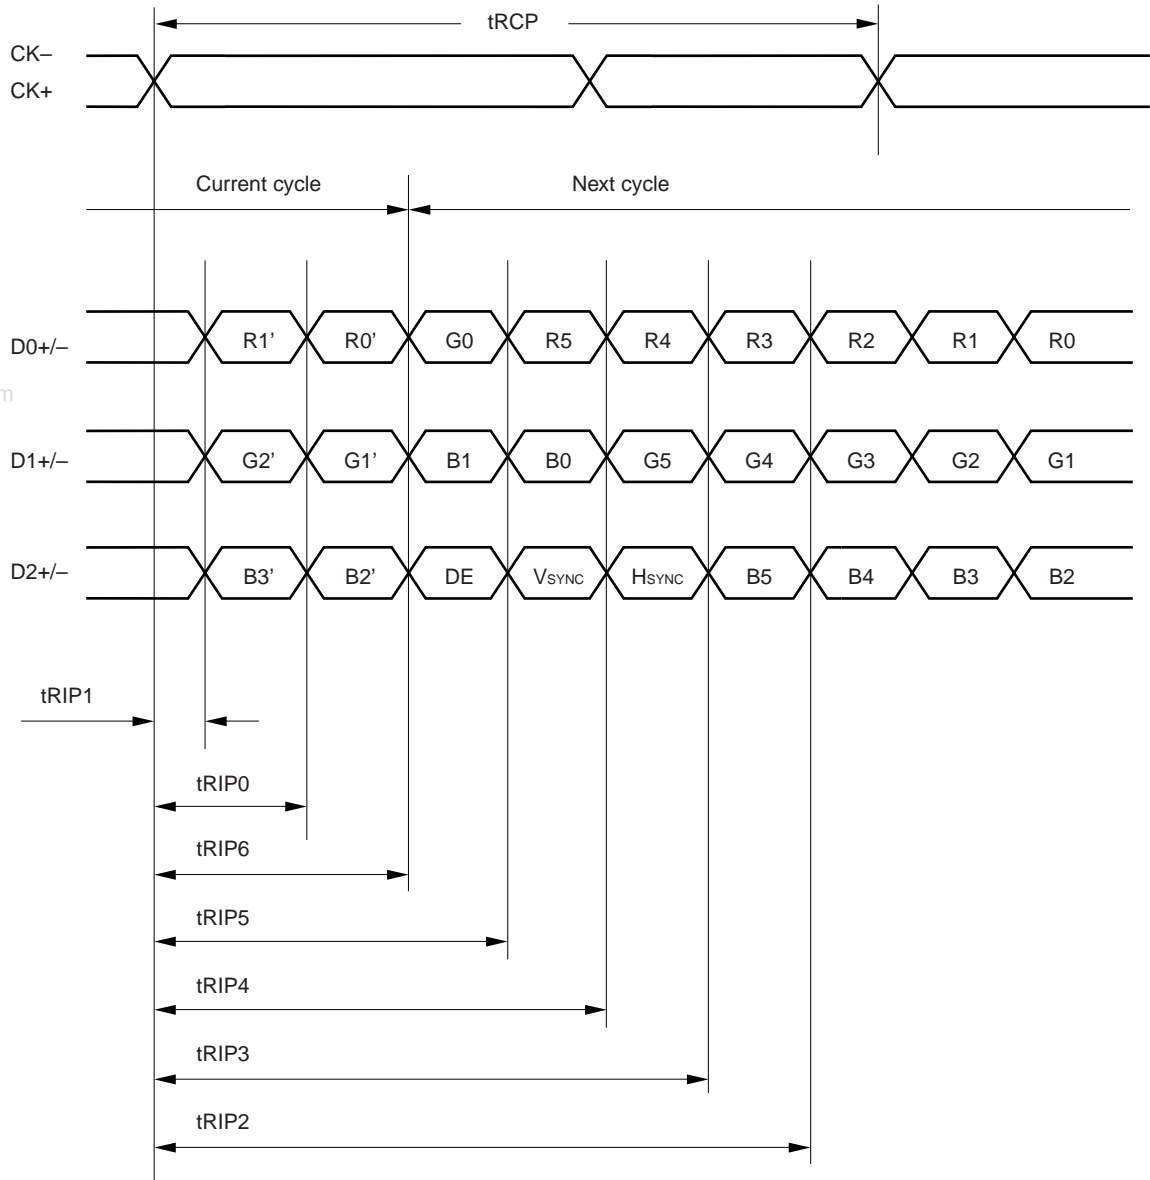 tRCP
CK–
CK+
Current cycle Next cycle
D0+/– R1’ R0’ G0 R5 R4 R3 R2 R1 R0
m
D1+/– G2’ G1’ B1 B0 G5 G4 G3 G2 G1
D2+/– B3’ B2’ DE VSYNC HSYNC B5 B4 B3 B2
tRIP1
tRIP0
tRIP6
tRIP5
tRIP4
tRIP3
tRIP2